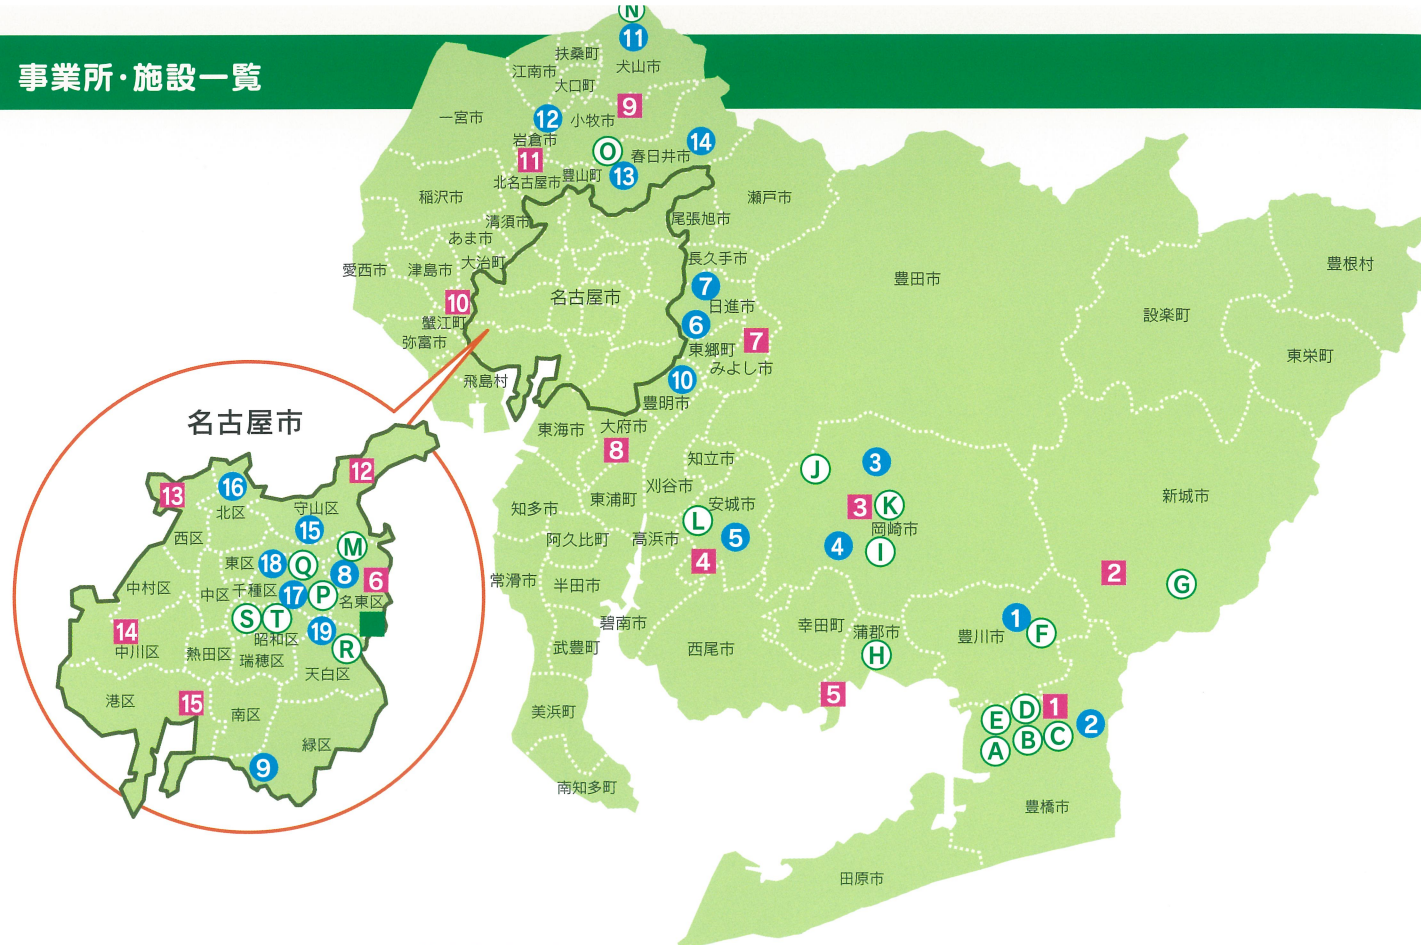 事業所・施設一覧
N
11
扶桑町
犬山市
江南市
大口町
9
一宮市
12
小牧市
岩倉市
11
O
春日井市
14
北名古屋市
豊山町
13
稲沢市
瀬戸市
清須市
尾張旭市
あま市
大治町
長久手市
愛西市
津島市
豊田市
豊根村
7
名古屋市
10
日進市
設楽町
蟹江町
6
弥富市
東郷町
7
みよし市
東栄町
飛島村
10
豊明市
名古屋市
東海市
大府市
8
知立市
J
3
12
13
16
刈谷市
北区
守山区
知多市
東浦町
安城市
3
K
新城市
西区
15
L
岡崎市
阿久比町
高浜市
5
4
I
M
東区
18
Q
8
6
4
2
G
中村区
中区
千種区
17
P
名東区
常滑市
半田市
S
T
碧南市
幸田町
蒲郡市
1
F
豊川市
14
昭和区
19
R
中川区
熱田区
瑞穂区
天白区
武豊町
西尾市
H
港区
15
南区
5
美浜町
E
D
1
2
緑区
A
B
C
9
南知多町
豊橋市
田原市